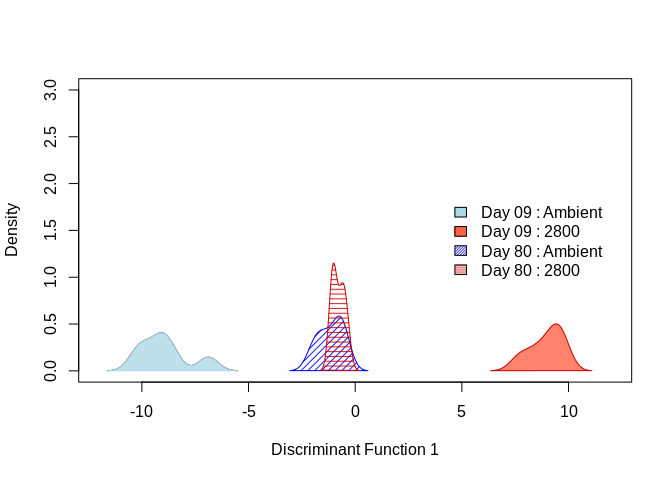 3.0
2.5
2.0
1.5
1.0
0.5
0.0
Density
Day 09 : Ambient
Day 09 : 2800
Day 80 : Ambient
Day 80 : 2800
-10 -5 0 5 10
Discriminant Function 1